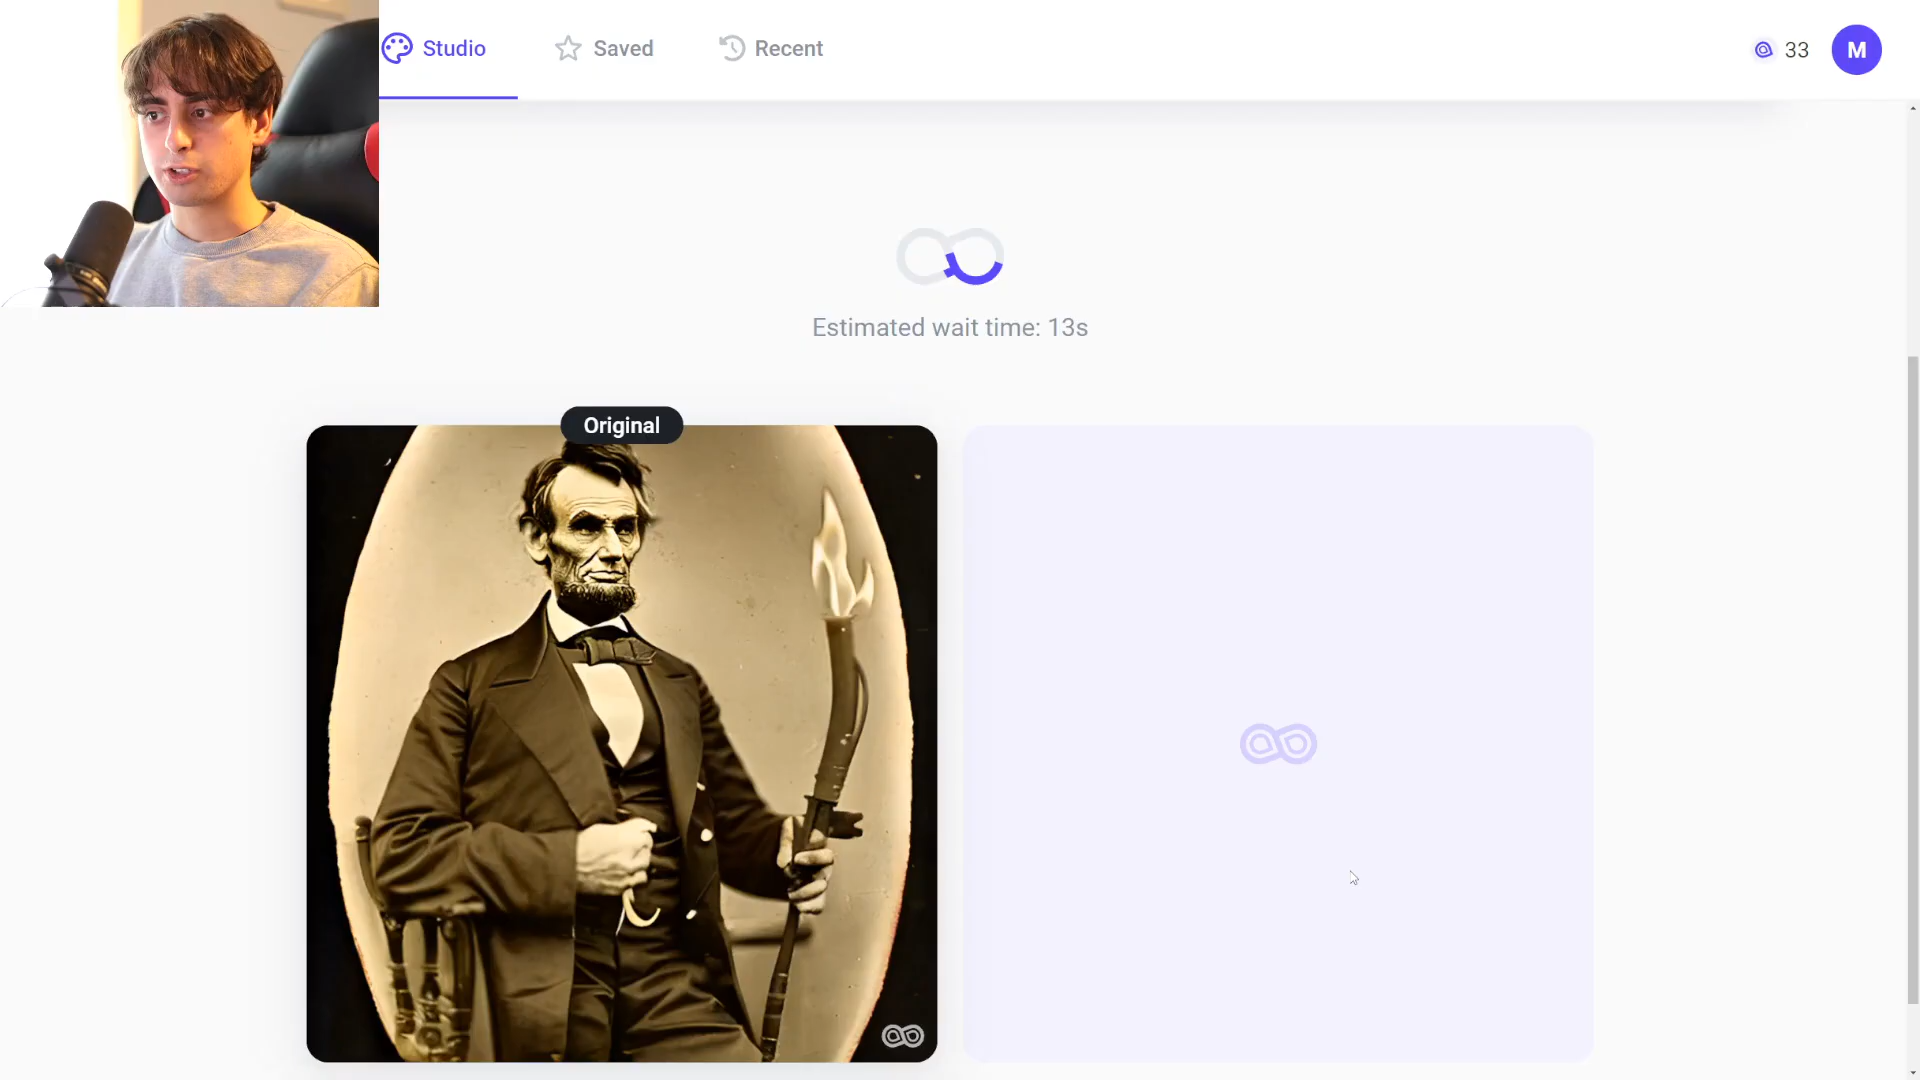 Studio
Saved
Recent
33
M
Estimated wait time: 13s
Original